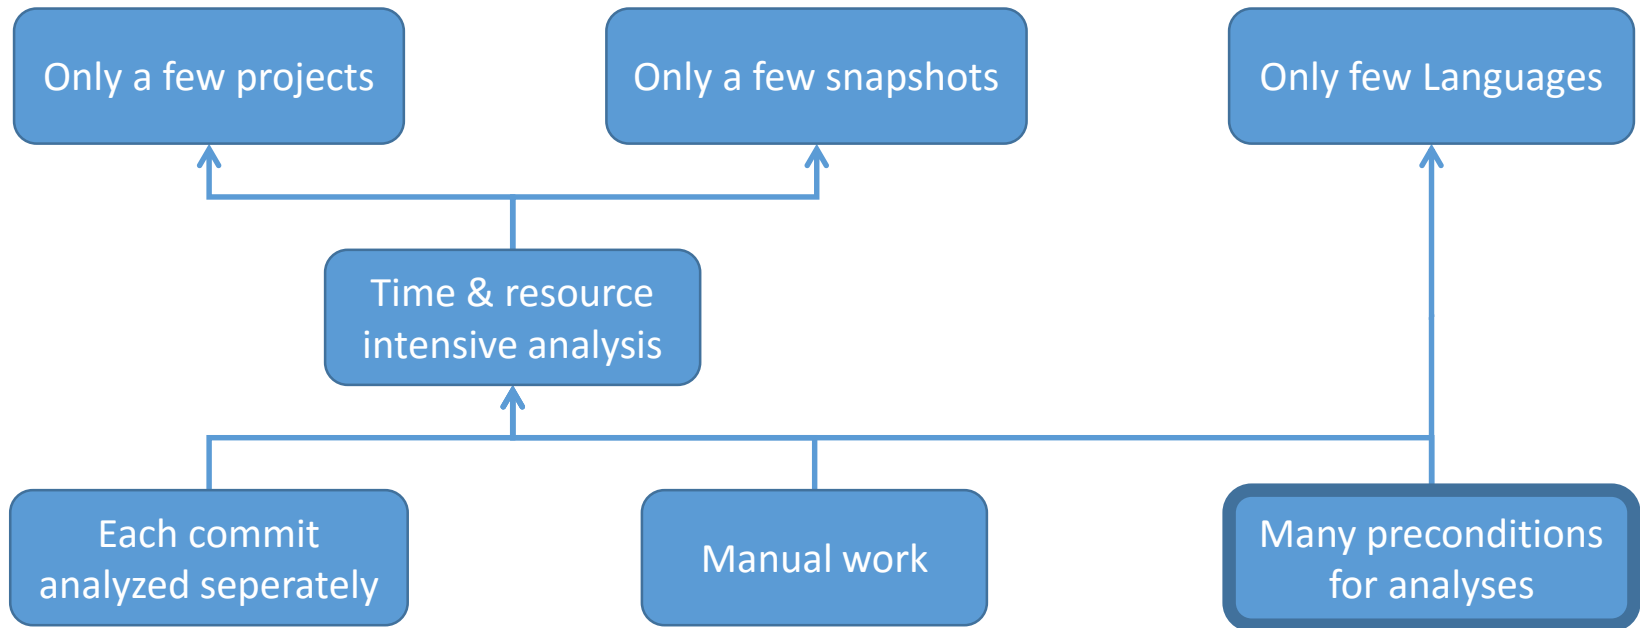 Only a few projects
Only a few snapshots
Only few Languages
Time & resource
intensive analysis
Each commit
analyzed seperately
Manual work
Many preconditions
for analyses